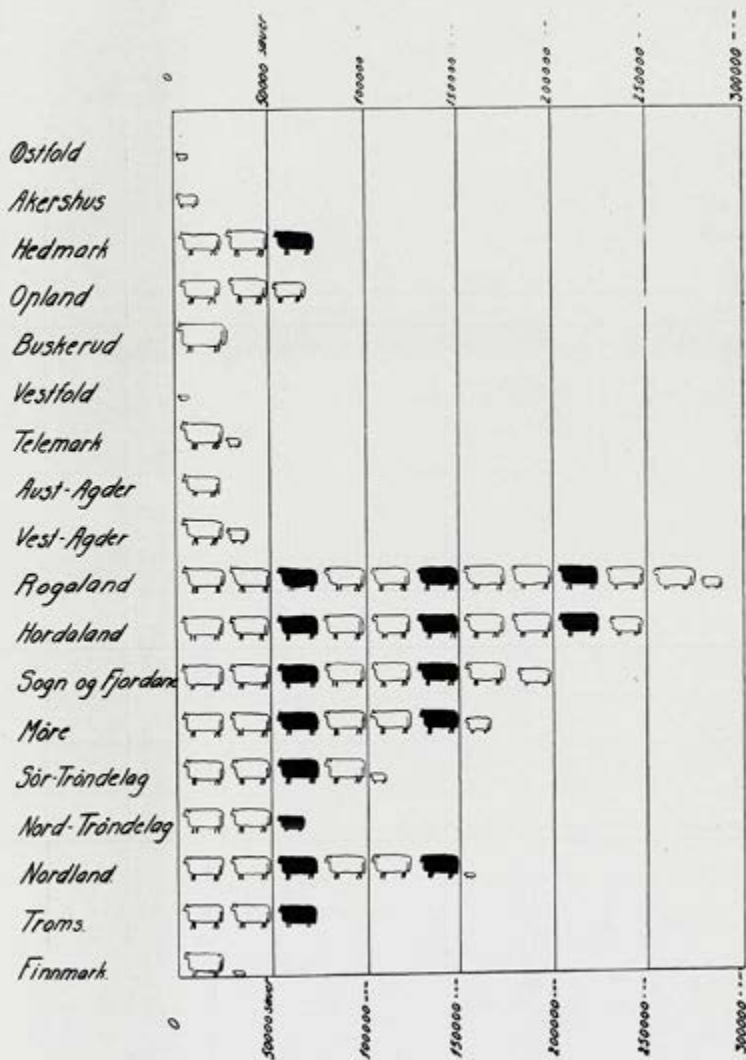 0
50000 sauer
100000 - -
150000 - -
200000 - -
250000 - -
300000 - - -
Østfold
Akershus
Hedmark
Opland
Buskerud
Vestfold
Telemark
Aust-Agder
Vest-Agder
Rogaland
Hordaland
Sogn og Fjordane
Möre
Sör-Tröndelag
Nord-Tröndelag
Nordland.
Troms.
Finnmark.
0
50000 sauer
100000 - - -
150000 - - -
200000 - - -
250000 - - -
300000 - - -